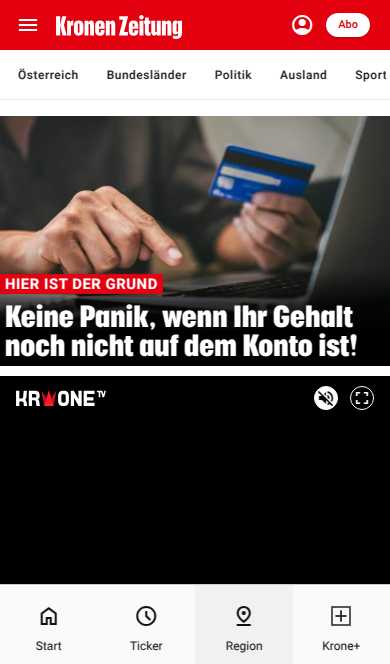 Kronen Zeitung
Abo
Österreich Bundesländer Politik Ausland Sport
HIER IST DER GRUND
Keine Panik, wenn Ihr Gehalt
noch nicht auf dem Konto ist!
KRONE TV
Start Ticker Region Krone+